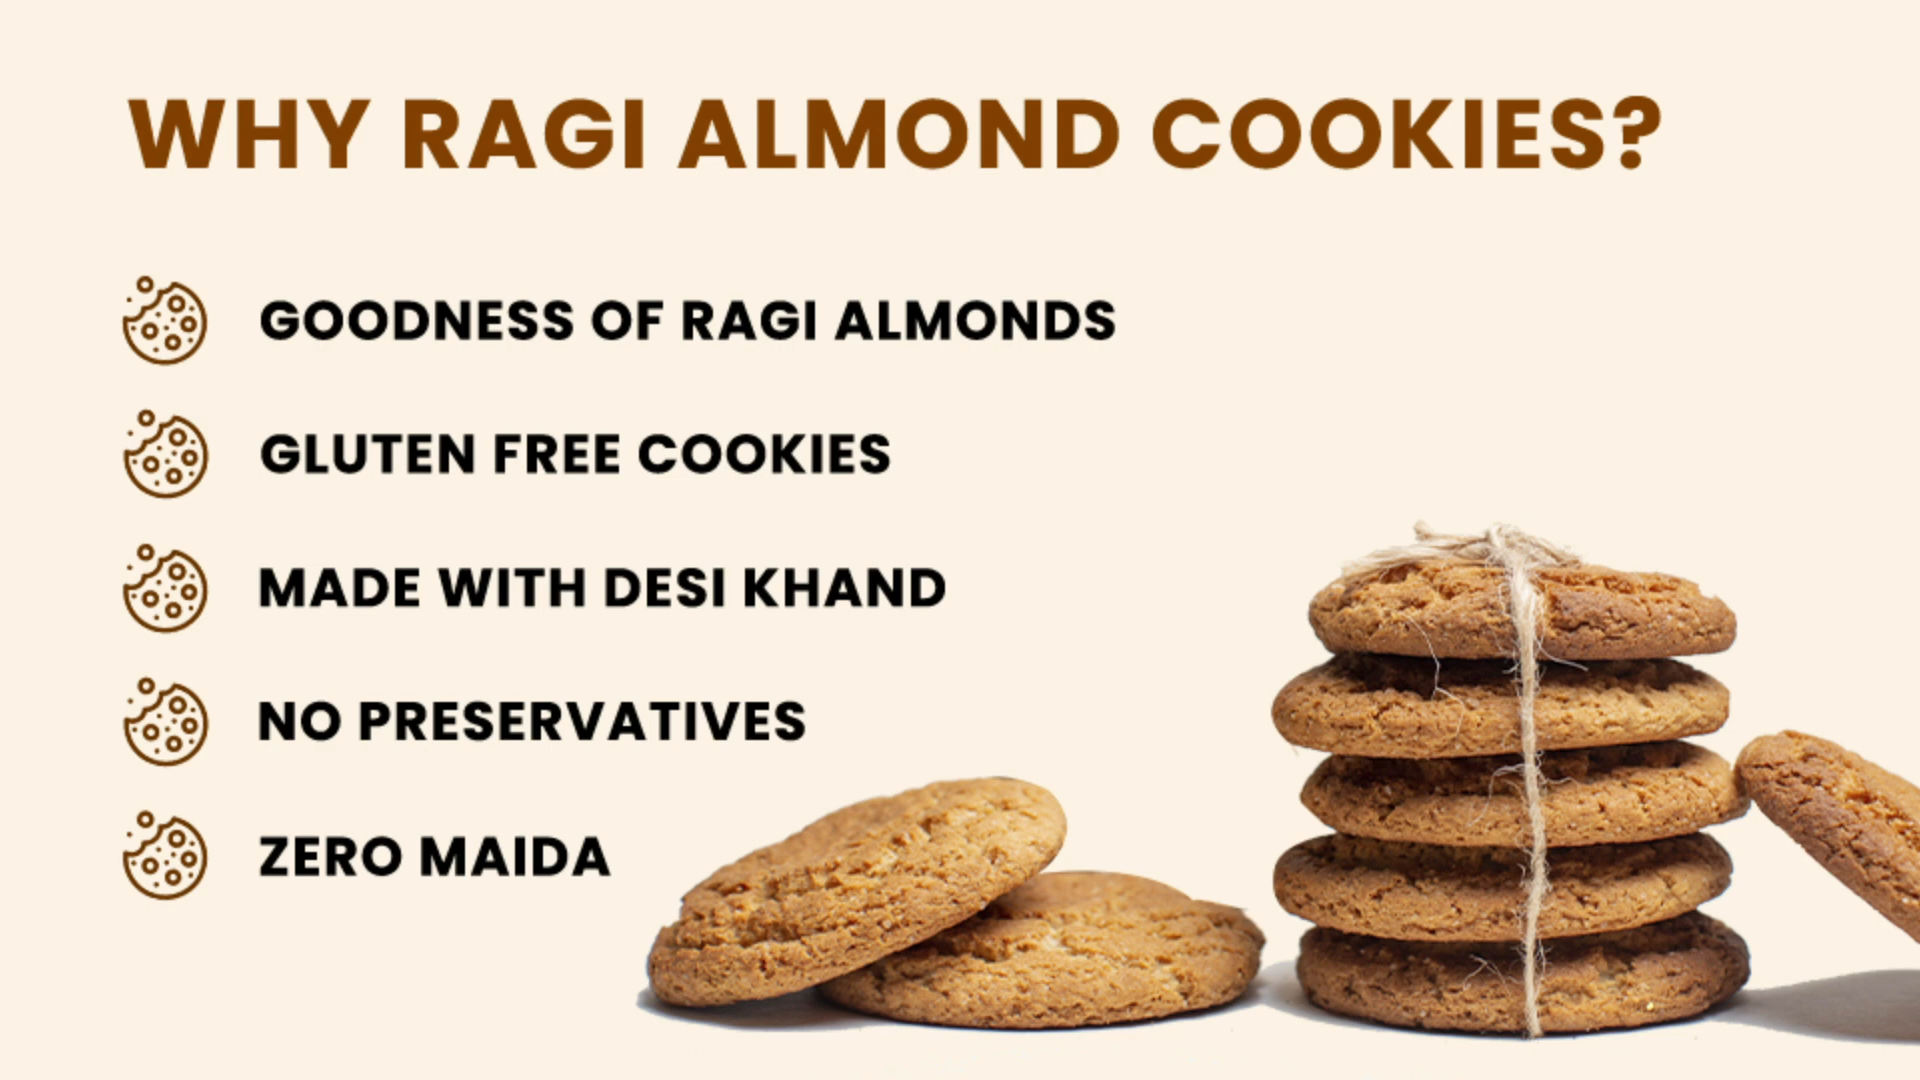 WHY RAGI ALMOND COOKIES?
GOODNESS OF RAGI ALMONDS
GLUTEN FREE COOKIES
MADE WITH DESI KHAND
NO PRESERVATIVES
ZERO MAIDA